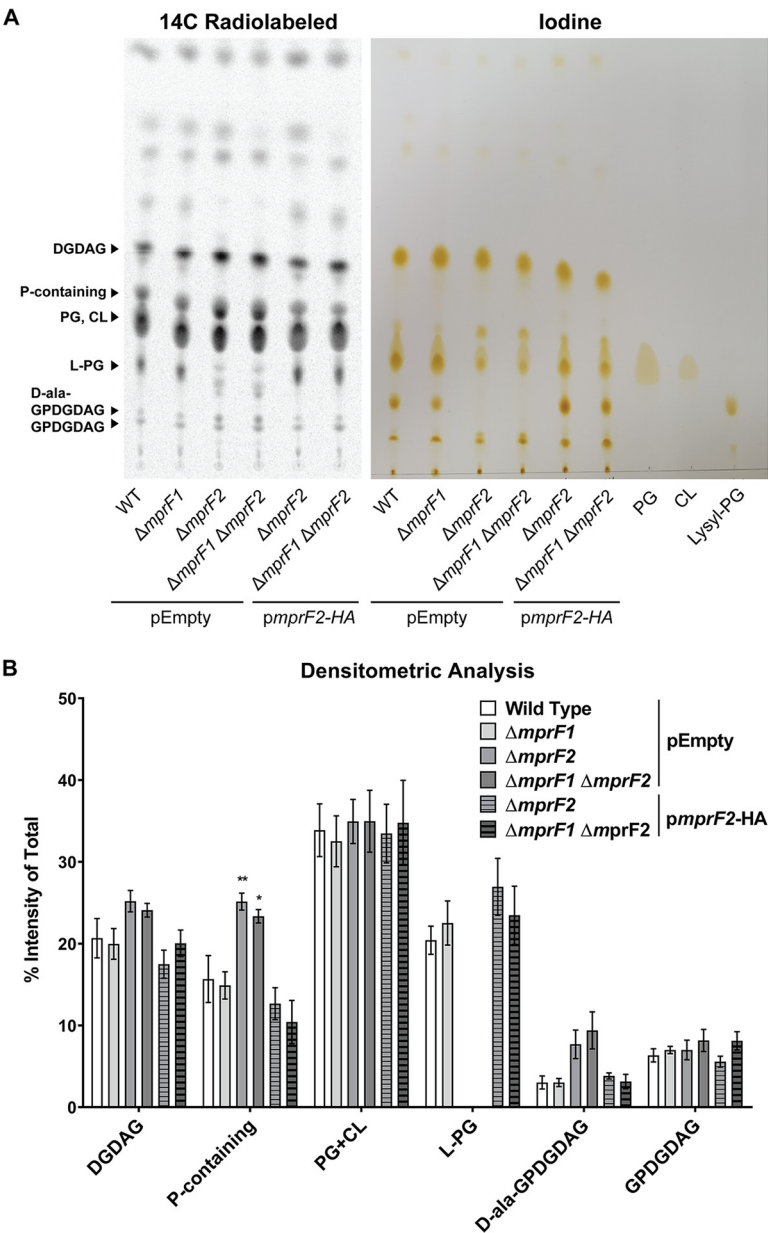 A
14C Radiolabeled
Iodine
DGDAG
P-containing
PG, CL
L-PG
D-ala-
GPDGDAG
GPDGDAG
WT
ΔmprF1
ΔmprF2
ΔmprF1 ΔmprF2
ΔmprF2
ΔmprF1 ΔmprF2
WT
ΔmprF1
ΔmprF2
ΔmprF1 ΔmprF2
ΔmprF2
ΔmprF1 ΔmprF2
PG
CL
Lysyl-PG
pEmpty
pmprF2-HA
pEmpty
pmprF2-HA
B
Densitometric Analysis
% Intensity of Total
50
40
30
20
10
0
Wild Type
ΔmprF1
ΔmprF2
ΔmprF1 ΔmprF2
ΔmprF2
ΔmprF1 ΔmprF2
pEmpty
pmprF2-HA
**
*
DGDAG
P-containing
PG+CL
L-PG
D-ala-GPDGDAG
GPDGDAG